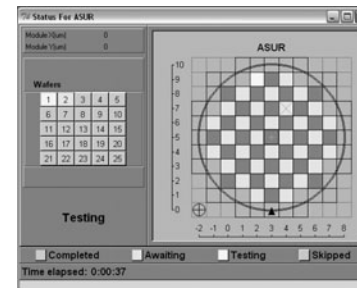 Status For ASUR
Module X(um) 0
Module Y(um) 0
Wafers
1 2 3 4 5
6 7 8 9 10
11 12 13 14 15
16 17 18 19 20
21 22 23 24 25
Testing
ASUR
10
9
8
7
6
5
4
3
2
1
0
-2 -1 0 1 2 3 4 5 6 7 8
Completed Awaiting Testing Skipped
Time elapsed: 0:00:37